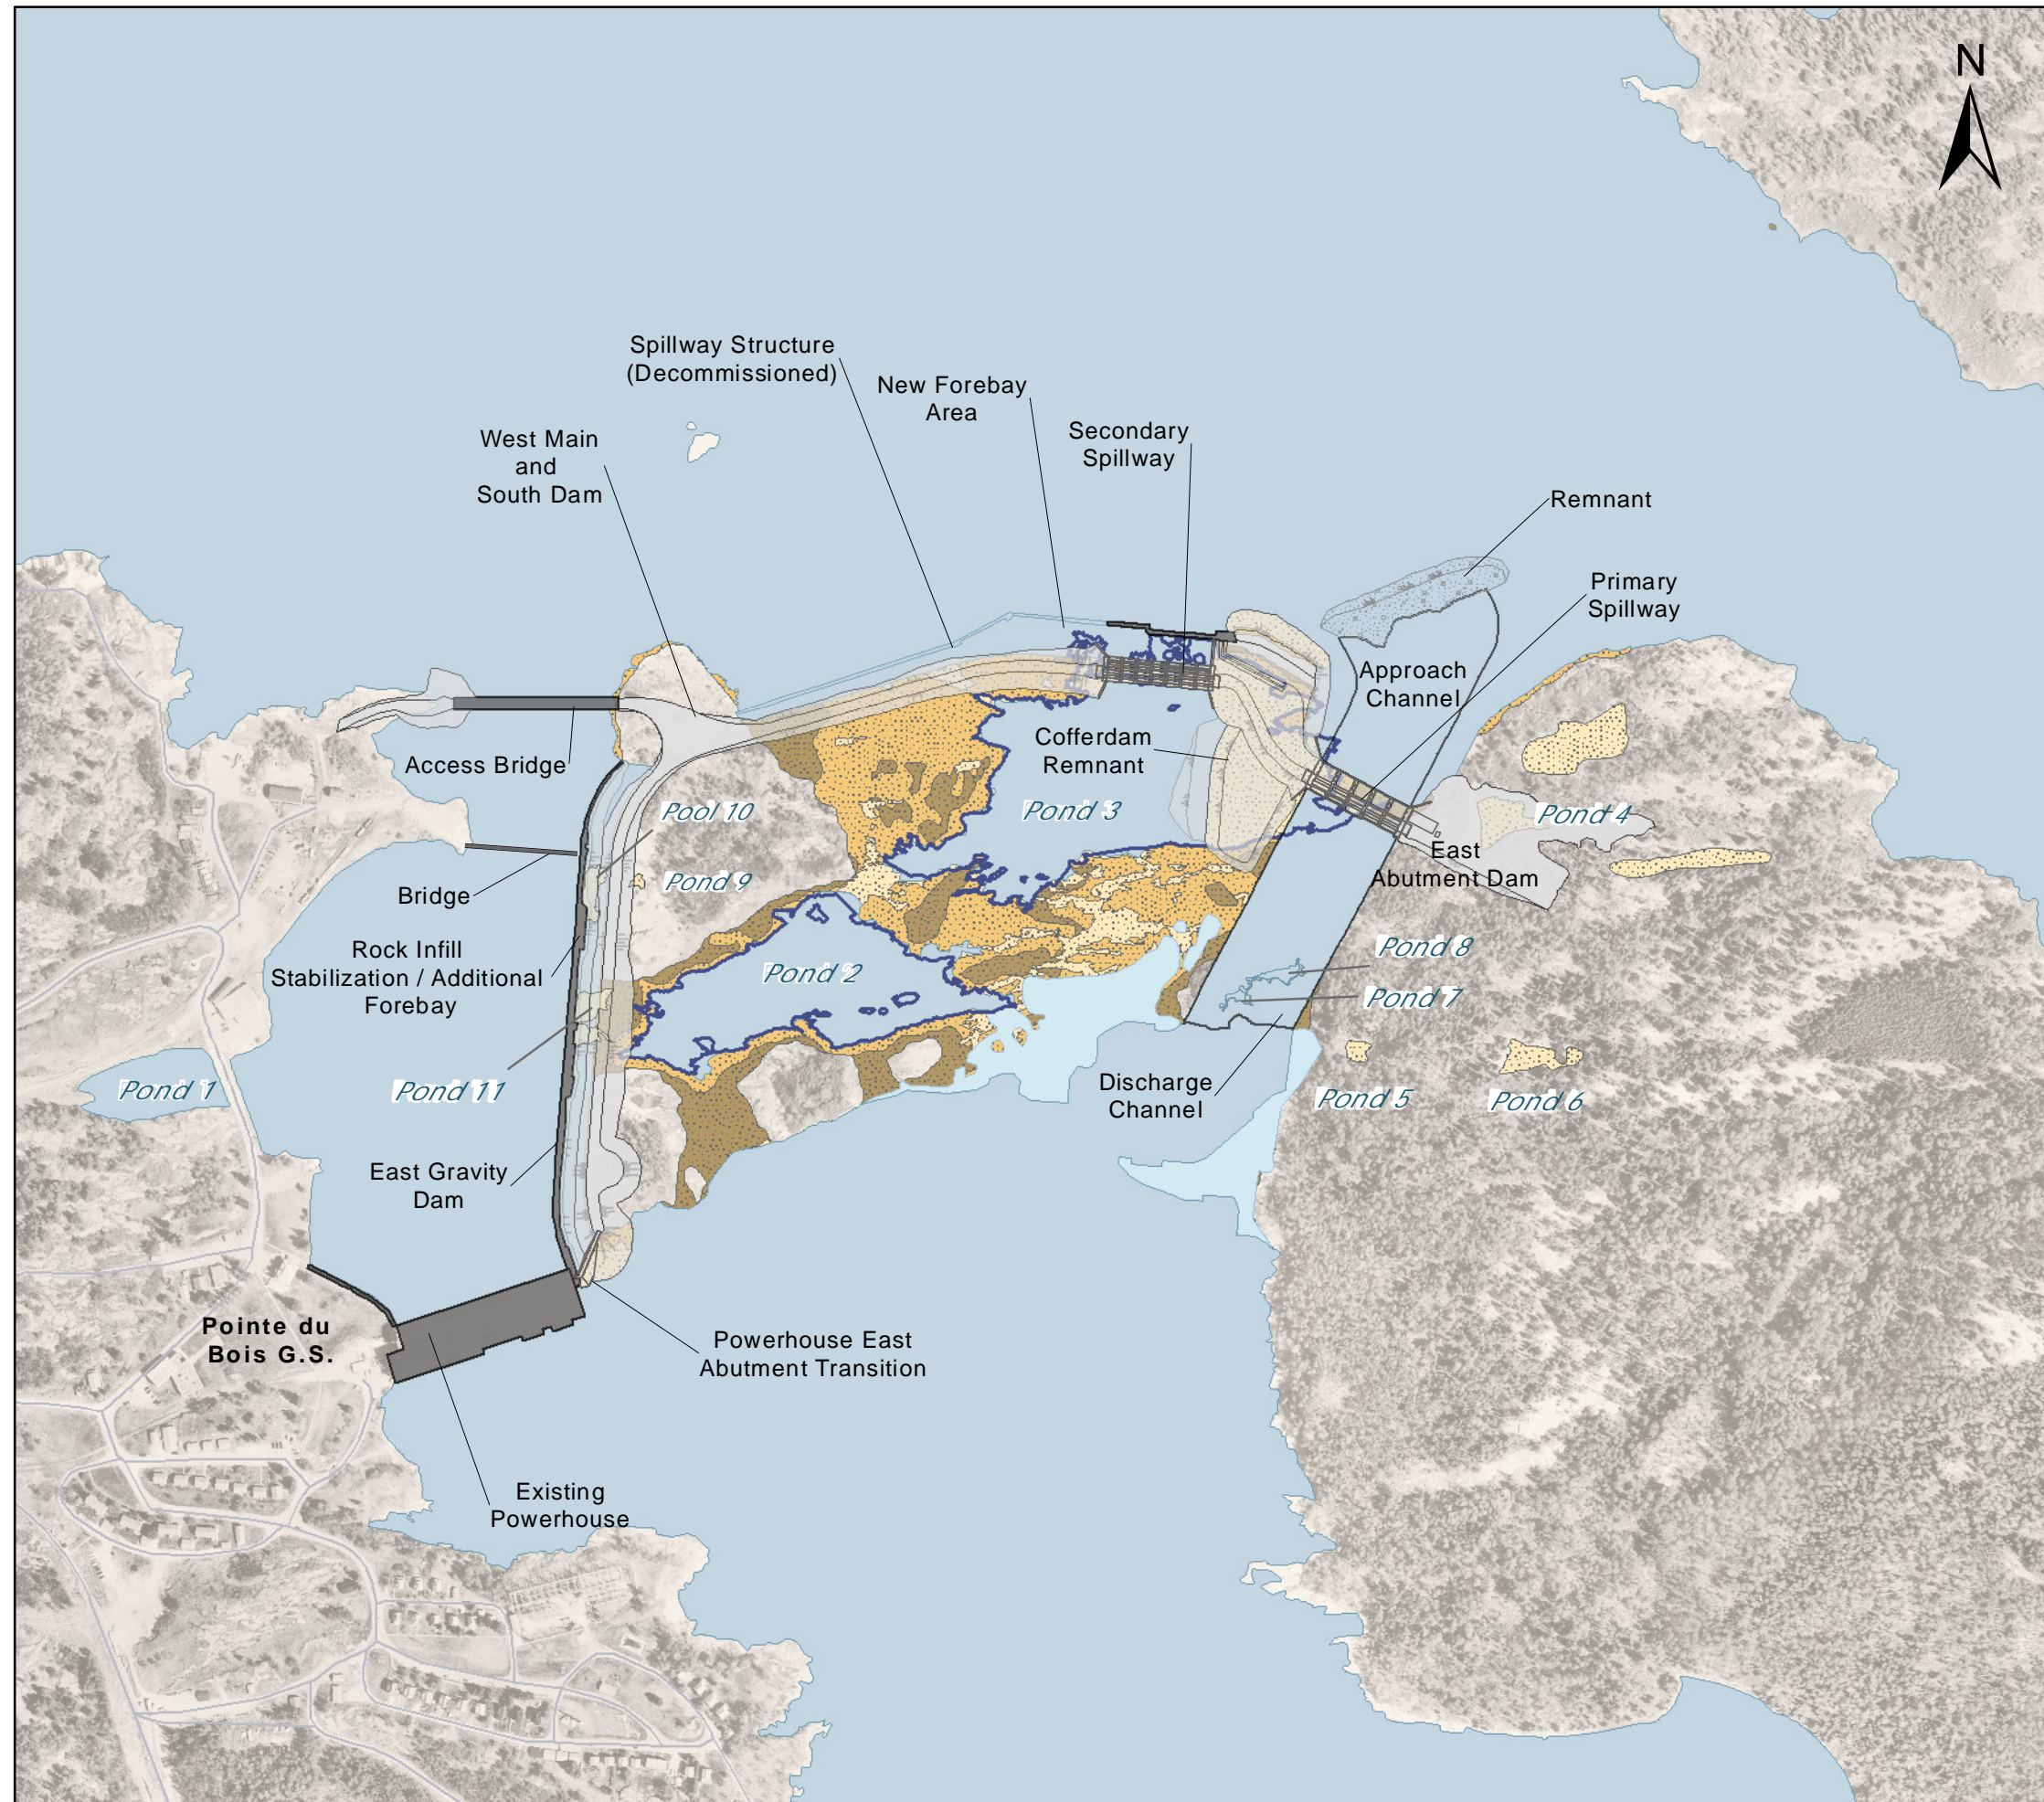 N
Spillway Structure
(Decommissioned)
New Forebay
Area
Secondary
Spillway
West Main
and
South Dam
Remnant
Primary
Spillway
Approach
Channel
Access Bridge
Cofferdam
Remnant
Pool 10
Pond 3
Pond 4
East
Abutment Dam
Bridge
Pond 9
Rock Infill
Stabilization / Additional
Forebay
Pond 2
Pond 8
Pond 7
Pond 1
Pond 11
Discharge
Channel
Pond 5
Pond 6
East Gravity
Dam
Pointe du
Bois G.S.
Powerhouse East
Abutment Transition
Existing
Powerhouse